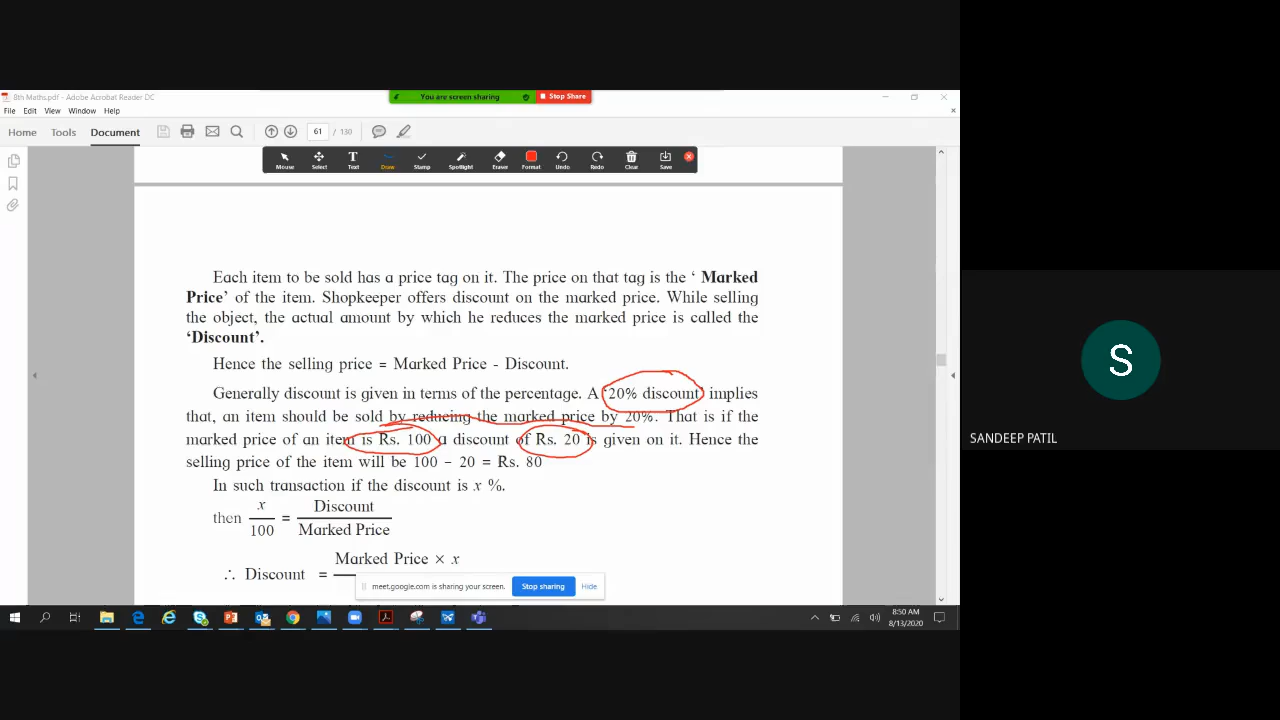 8th Maths.pdf - Adobe Acrobat Reader DC
You are screen sharing Stop Share
File Edit View Window Help
Home Tools Document 61 / 130
Mouse Select Text Draw Stamp Spotlight Eraser Format Undo Redo Clear Save
Each item to be sold has a price tag on it. The price on that tag is the ‘ Marked
Price’ of the item. Shopkeeper offers discount on the marked price. While selling
the object, the actual amount by which he reduces the marked price is called the
‘Discount’.
Hence the selling price = Marked Price - Discount.
Generally discount is given in terms of the percentage. A ‘20% discount’ implies
that, an item should be sold by reducing the marked price by 20%. That is if the
marked price of an item is Rs. 100 a discount of Rs. 20 is given on it. Hence the
selling price of the item will be 100 – 20 = Rs. 80
In such transaction if the discount is x %.
then x/100 = Discount/Marked Price
∴ Discount = Marked Price × x
meet.google.com is sharing your screen. Stop sharing Hide
8:50 AM
8/13/2020
S
SANDEEP PATIL